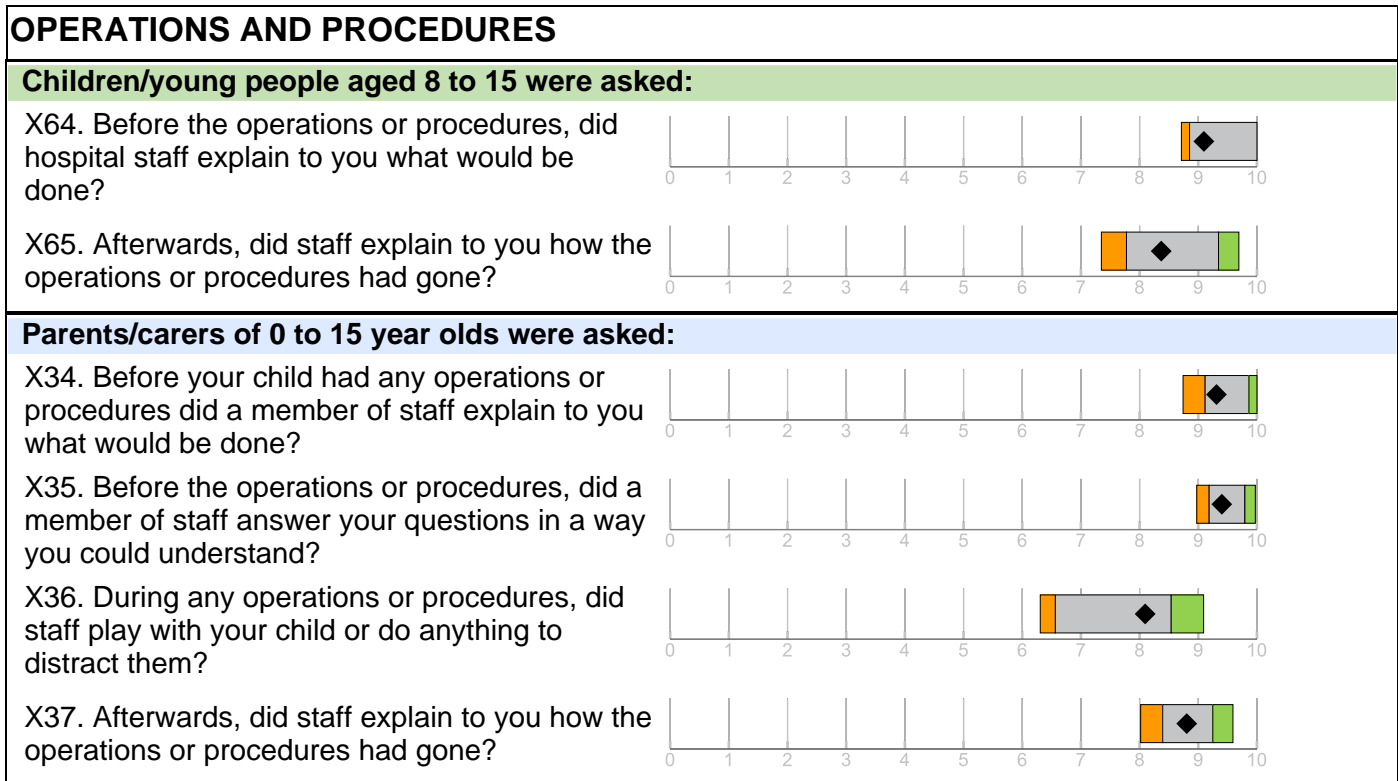 OPERATIONS AND PROCEDURES
Children/young people aged 8 to 15 were asked:
X64. Before the operations or procedures, did
hospital staff explain to you what would be
done?
0 1 2 3 4 5 6 7 8 9 10
X65. Afterwards, did staff explain to you how the
operations or procedures had gone?
0 1 2 3 4 5 6 7 8 9 10
Parents/carers of 0 to 15 year olds were asked:
X34. Before your child had any operations or
procedures did a member of staff explain to you
what would be done?
0 1 2 3 4 5 6 7 8 9 10
X35. Before the operations or procedures, did a
member of staff answer your questions in a way
you could understand?
0 1 2 3 4 5 6 7 8 9 10
X36. During any operations or procedures, did
staff play with your child or do anything to
distract them?
0 1 2 3 4 5 6 7 8 9 10
X37. Afterwards, did staff explain to you how the
operations or procedures had gone?
0 1 2 3 4 5 6 7 8 9 10